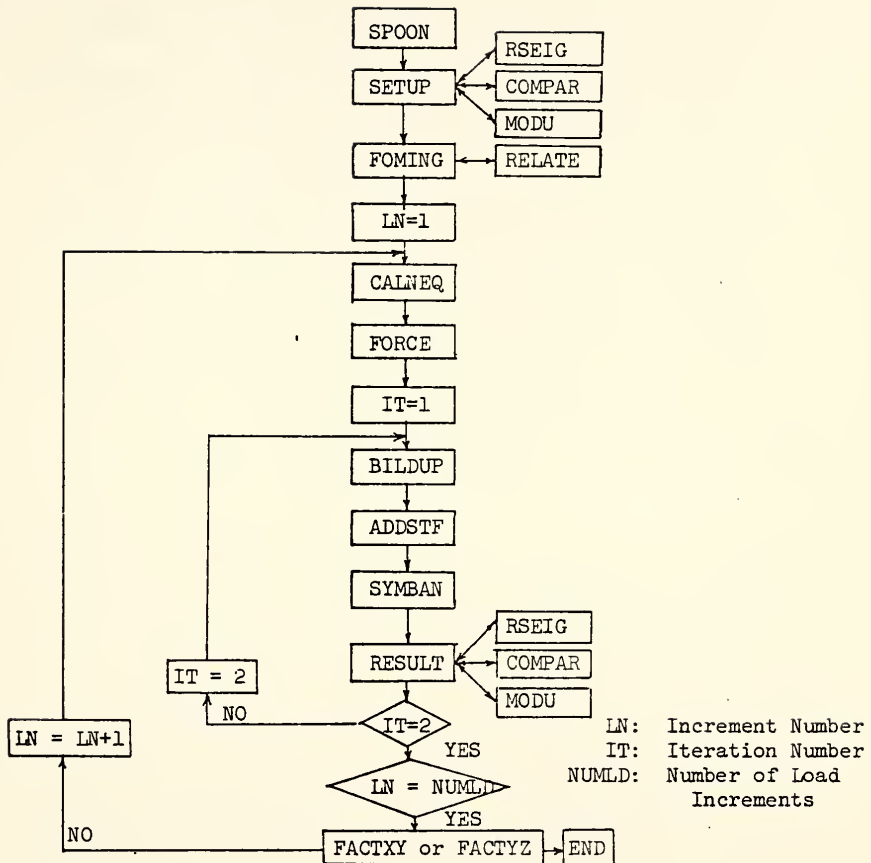 SPOON
RSEIG
SETUP
COMPAR
MODU
FOMING
RELATE
LN=1
CALNEQ
FORCE
IT=1
BILDUP
ADDSTF
SYMBAN
RSEIG
RESULT
COMPAR
MODU
IT = 2
NO
IT=2
YES
LN = LN+1
LN = NUMLD
YES
NO
FACTXY or FACTYZ
END
LN: Increment Number
IT: Iteration Number
NUMLD: Number of Load
Increments